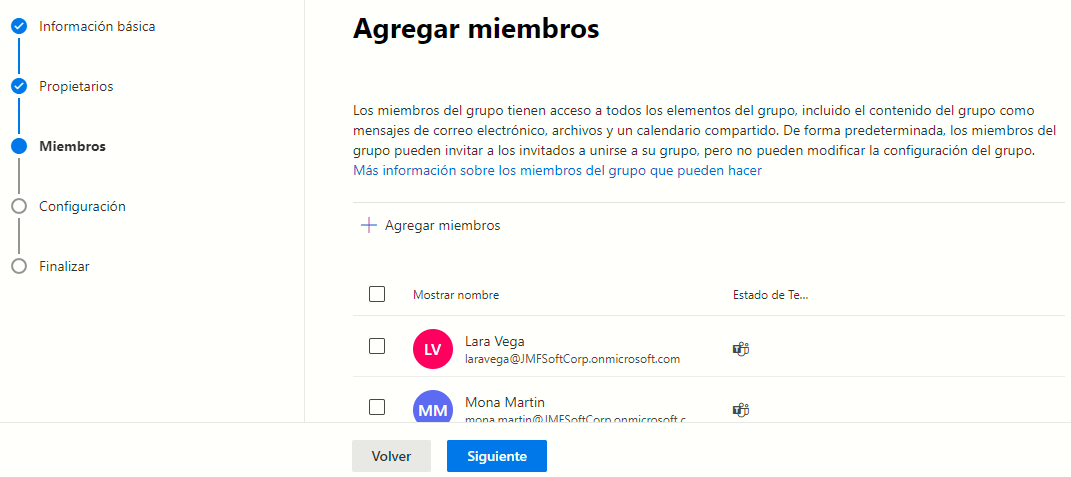 Información básica
Propietarios
Miembros
Configuración
Finalizar
Agregar miembros
Los miembros del grupo tienen acceso a todos los elementos del grupo, incluido el contenido del grupo como
mensajes de correo electrónico, archivos y un calendario compartido. De forma predeterminada, los miembros del
grupo pueden invitar a los invitados a unirse a su grupo, pero no pueden modificar la configuración del grupo.
Más información sobre los miembros del grupo que pueden hacer
Agregar miembros
Mostrar nombre Estado de Te...
LV Lara Vega
laravega@JMFSoftCorp.onmicrosoft.com
MM Mona Martin
mona.martin@JMFSoftCorp.onmicrosoft.c
Volver Siguiente